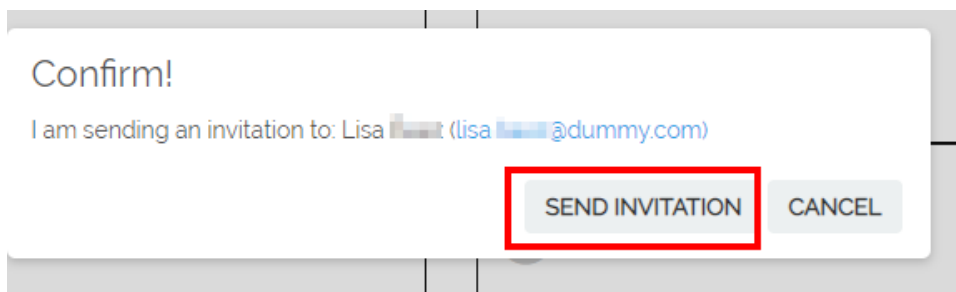 Confirm!
I am sending an invitation to: Lisa (lisa @dummy.com)
SEND INVITATION CANCEL